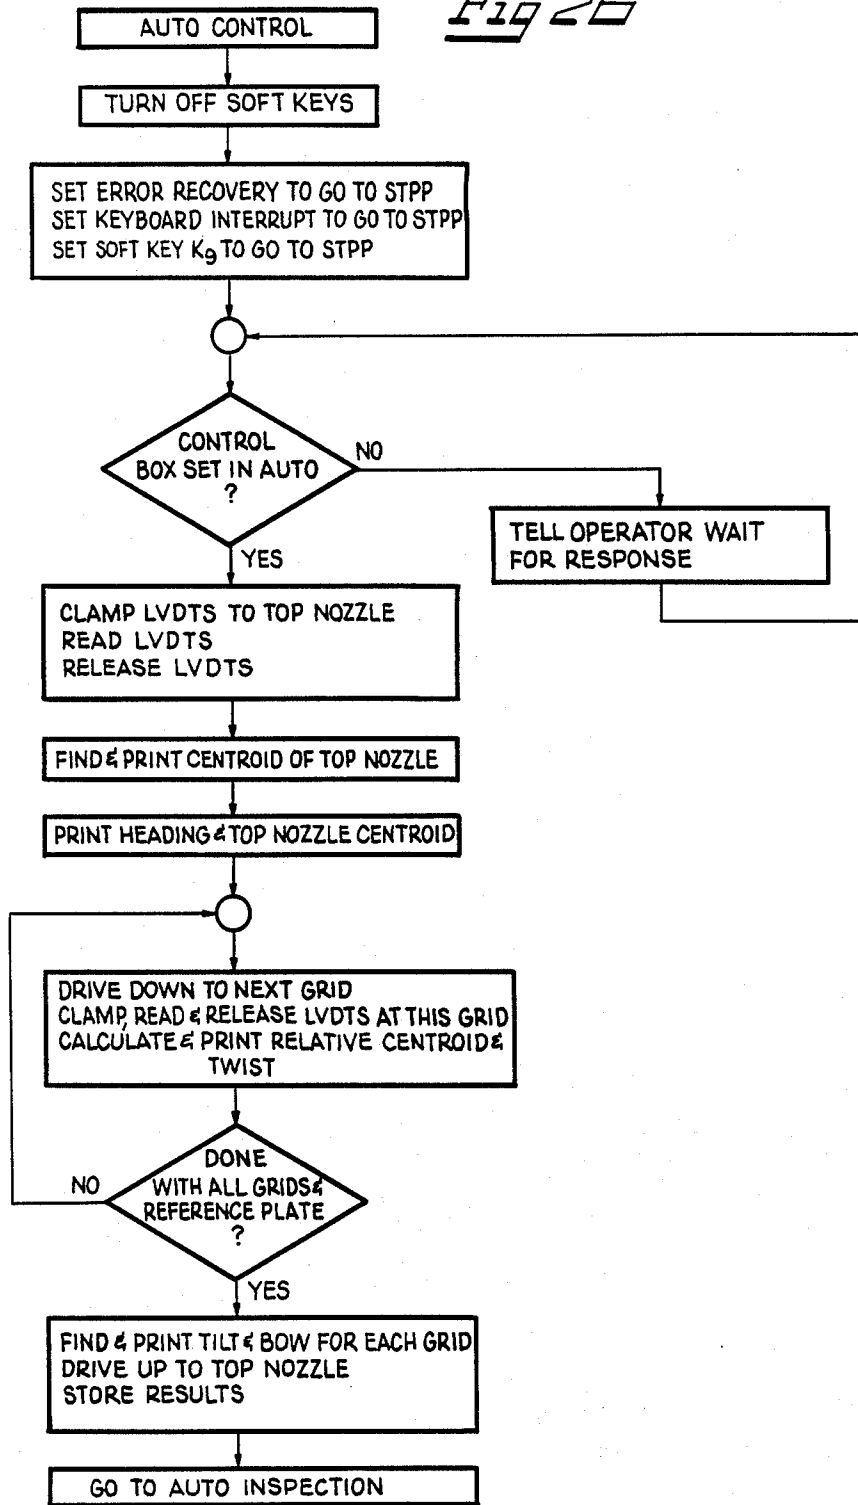 Fig 26
AUTO CONTROL
TURN OFF SOFT KEYS
SET ERROR RECOVERY TO GO TO STPP
SET KEYBOARD INTERRUPT TO GO TO STPP
SET SOFT KEY K9 TO GO TO STPP
CONTROL
BOX SET IN AUTO
?
NO
TELL OPERATOR WAIT
FOR RESPONSE
YES
CLAMP LVDTS TO TOP NOZZLE
READ LVDTS
RELEASE LVDTS
FIND & PRINT CENTROID OF TOP NOZZLE
PRINT HEADING & TOP NOZZLE CENTROID
DRIVE DOWN TO NEXT GRID
CLAMP, READ & RELEASE LVDTS AT THIS GRID
CALCULATE & PRINT RELATIVE CENTROID &
TWIST
DONE
WITH ALL GRIDS &
REFERENCE PLATE
?
NO
YES
FIND & PRINT TILT & BOW FOR EACH GRID
DRIVE UP TO TOP NOZZLE
STORE RESULTS
GO TO AUTO INSPECTION